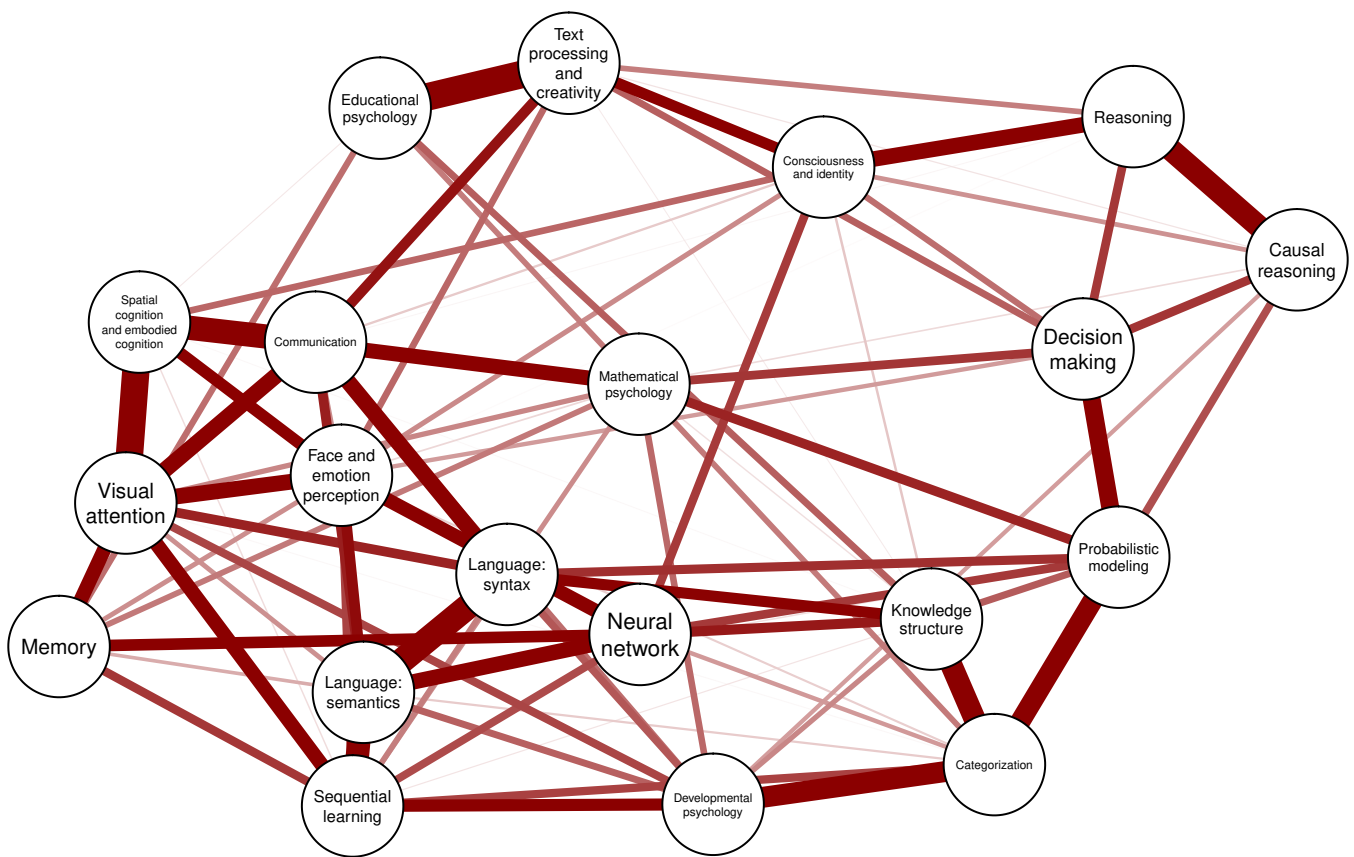 Text
processing
and
creativity
Educational
psychology
Reasoning
Consciousness
and identity
Causal
reasoning
Spatial
cognition
and embodied
cognition
Communication
Decision
making
Mathematical
psychology
Face and
emotion
perception
Visual
attention
Probabilistic
modeling
Language:
syntax
Knowledge
structure
Neural
network
Memory
Language:
semantics
Categorization
Sequential
learning
Developmental
psychology